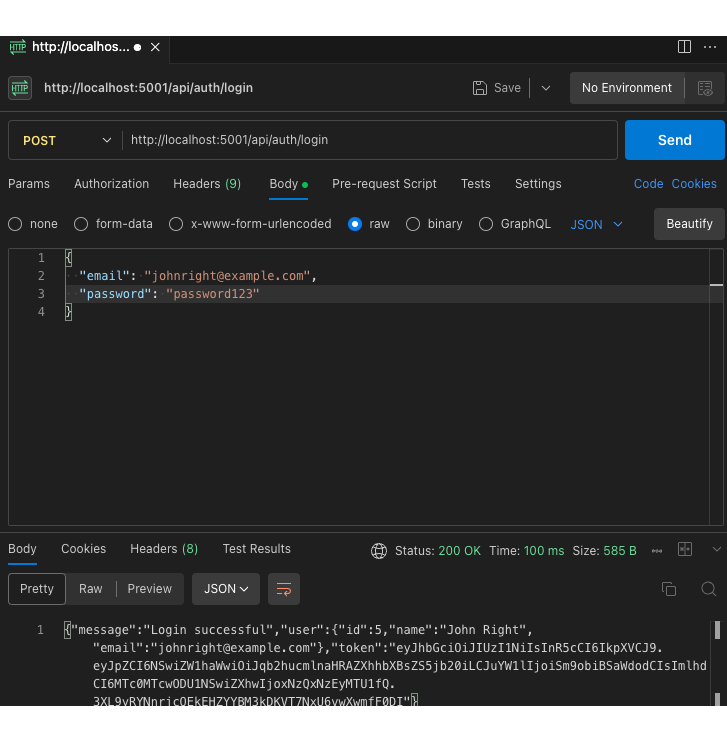 HTTP http://localhos...
http://localhost:5001/api/auth/login Save No Environment
POST http://localhost:5001/api/auth/login Send
Params Authorization Headers (9) Body Pre-request Script Tests Settings Code Cookies
none form-data x-www-form-urlencoded raw binary GraphQL JSON Beautify
1 {
2 "email": "johnright@example.com",
3 "password": "password123"
4 }
Body Cookies Headers (8) Test Results Status: 200 OK Time: 100 ms Size: 585 B
Pretty Raw Preview JSON
1 {"message":"Login successful","user":{"id":5,"name":"John Right",
"email":"johnright@example.com"},"token":"eyJhbGciOiJIUzI1NiIsInR5cCI6IkpXVCJ9.
eyJpZCI6NSwiZW1haWwiOiJqb2hucmlnaHRAZXhhbXBsZS5jb20iLCJuYW1lIjoiSm9obiBSaWdodCIsImlhd
CI6MTc0MTcwODU1NSwiZXhwIjoxNzQxNzEyMTU1fQ.
3XL9yRYNnricQEkEHZYYBM3kDKVT7NxU6ywXwmfF0DI"}